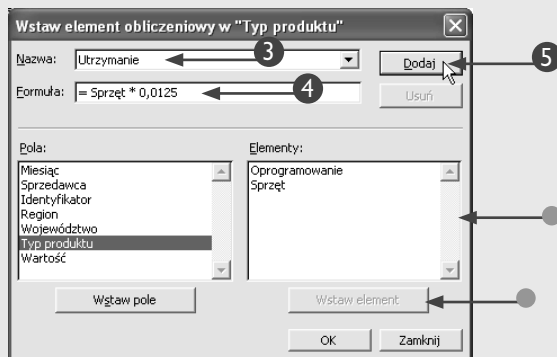 Wstaw element obliczeniowy w "Typ produktu"
Nazwa: Utrzymanie 3 Dodaj 5
Formuła: = Sprzęt * 0,0125 4 Usuń
Pola: Elementy:
Miesiąc Oprogramowanie
Sprzedawca Sprzęt
Identyfikator
Region
Województwo
Typ produktu
Wartość
Wstaw pole Wstaw element
OK Zamknij